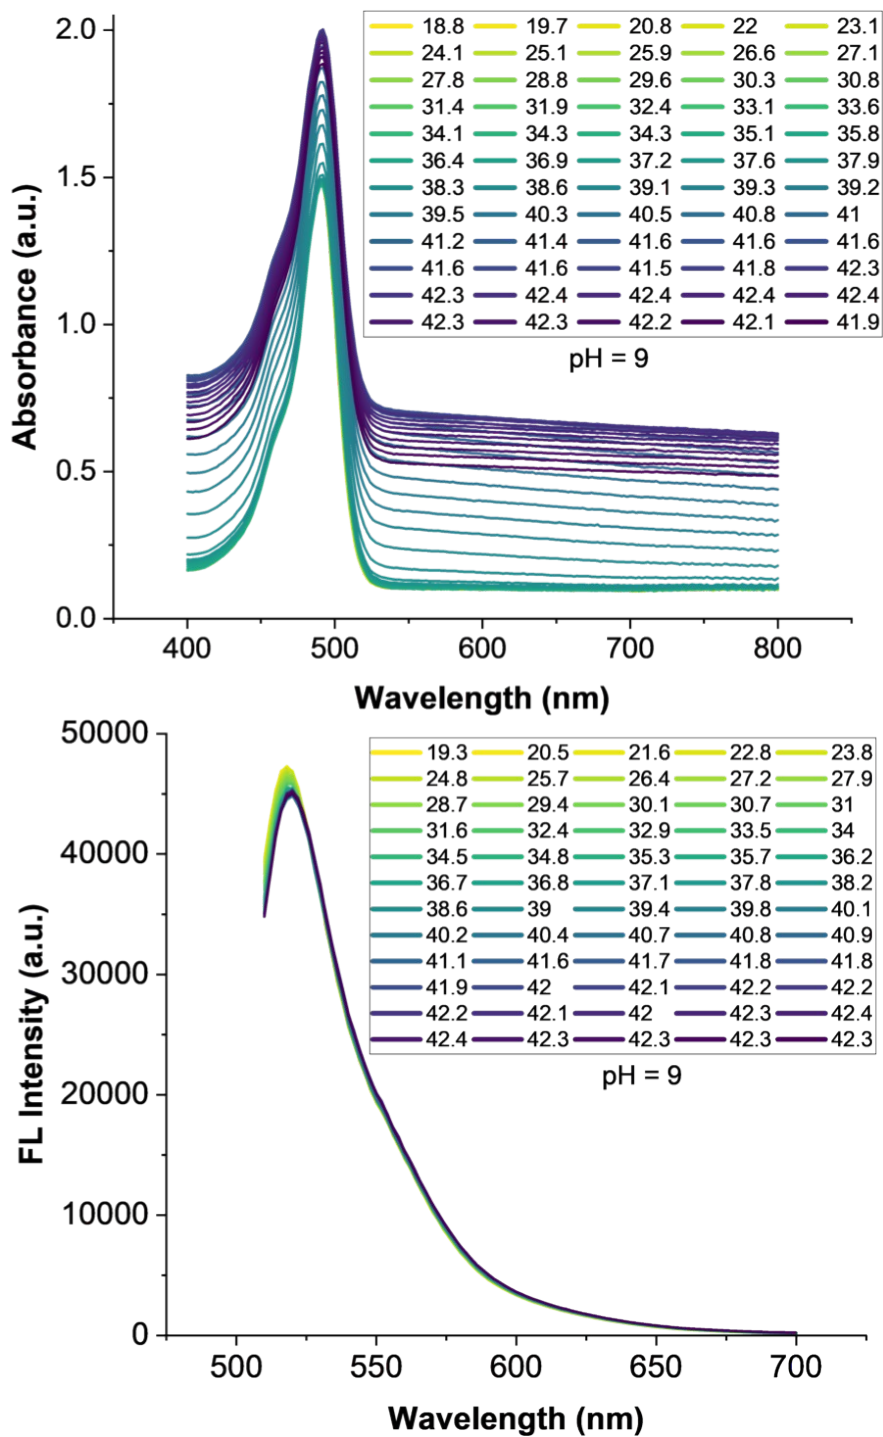 2.0
1.5
1.0
0.5
0.0
Absorbance (a.u.)
18.8 19.7 20.8 22 23.1
24.1 25.1 25.9 26.6 27.1
27.8 28.8 29.6 30.3 30.8
31.4 31.9 32.4 33.1 33.6
34.1 34.3 34.3 35.1 35.8
36.4 36.9 37.2 37.6 37.9
38.3 38.6 39.1 39.3 39.2
39.5 40.3 40.5 40.8 41
41.2 41.4 41.6 41.6 41.6
41.6 41.6 41.5 41.8 42.3
42.3 42.4 42.4 42.4 42.4
42.3 42.3 42.2 42.1 41.9
pH = 9
400 500 600 700 800
Wavelength (nm)
50000
40000
30000
20000
10000
0
FL Intensity (a.u.)
19.3 20.5 21.6 22.8 23.8
24.8 25.7 26.4 27.2 27.9
28.7 29.4 30.1 30.7 31
31.6 32.4 32.9 33.5 34
34.5 34.8 35.3 35.7 36.2
36.7 36.8 37.1 37.8 38.2
38.6 39 39.4 39.8 40.1
40.2 40.4 40.7 40.8 40.9
41.1 41.6 41.7 41.8 41.8
41.9 42 42.1 42.2 42.2
42.2 42.1 42 42.3 42.4
42.4 42.3 42.3 42.3 42.3
pH = 9
500 550 600 650 700
Wavelength (nm)